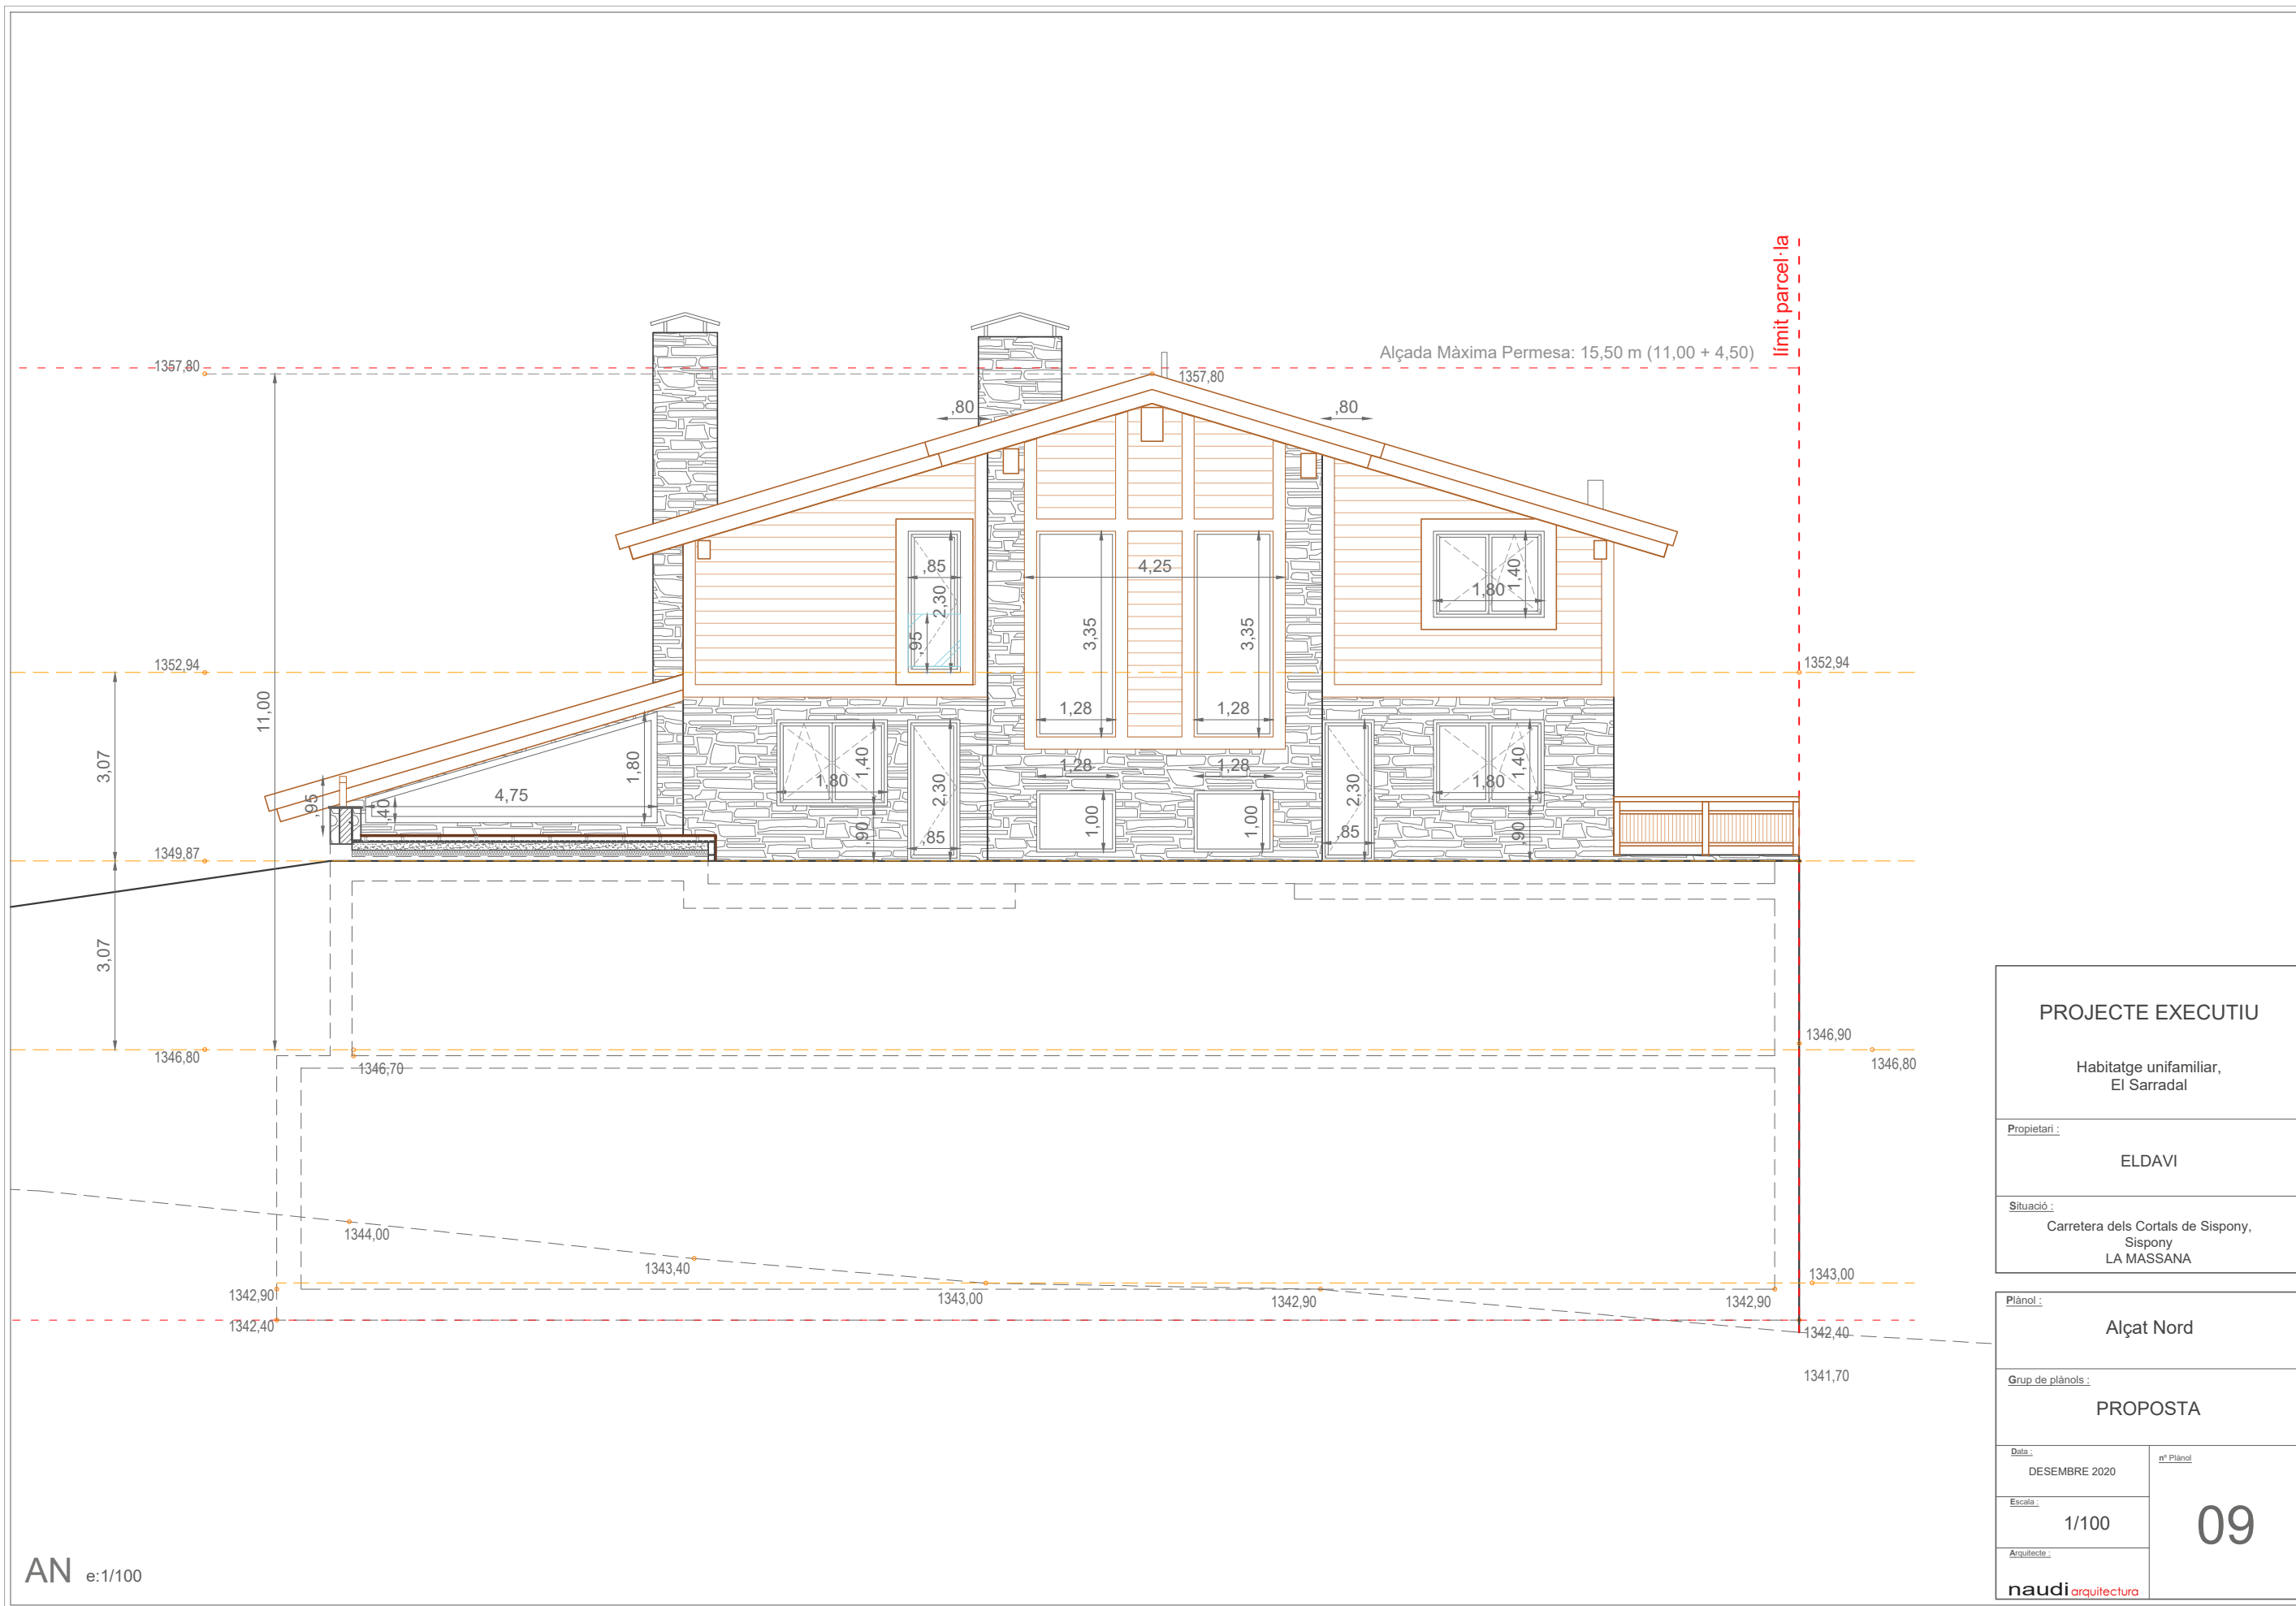 límit parcel·la
Alçada Màxima Permesa: 15,50 m (11,00 + 4,50)
1357,80
1357,80
,80
,80
,85
2,30
,95
4,25
3,35
3,35
1,28
1,28
1,80
1,40
1352,94
1352,94
11,00
3,07
3,07
,95
,40
4,75
1,80
1,80
1,40
,90
2,30
,85
1,28
1,28
1,00
1,00
2,30
,85
1,80
1,40
,90
1349,87
1346,80
1346,70
1346,90
1346,80
1344,00
1343,40
1343,00
1342,90
1342,90
1343,00
1342,90
1342,40
1342,40
1341,70
PROJECTE EXECUTIU
Habitatge unifamiliar,
El Sarradal
Propietari :
ELDAVI
Situació :
Carretera dels Cortals de Sispony,
Sispony
LA MASSANA
Plànol :
Alçat Nord
Grup de plànols :
PROPOSTA
Data :
DESEMBRE 2020
nº Plànol
09
Escala :
1/100
Arquitecte :
naudi arquitectura
AN e:1/100